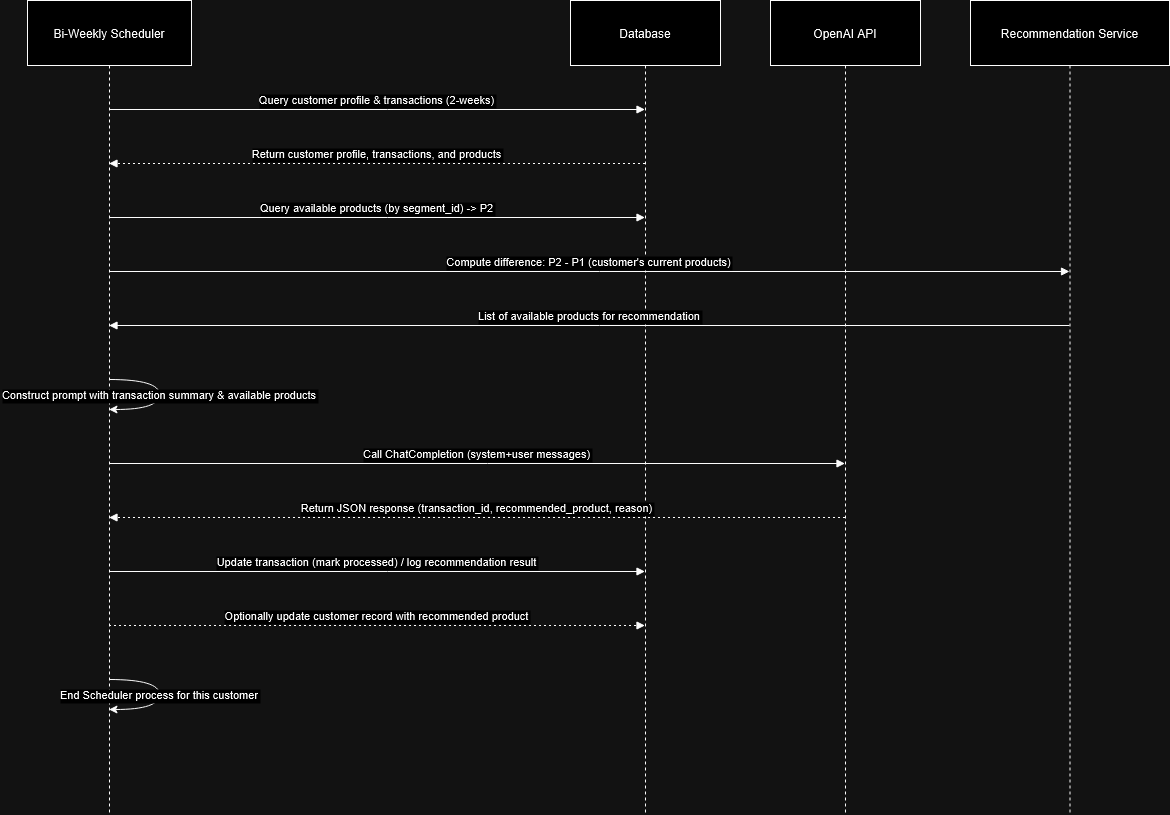 Bi-Weekly Scheduler
Database
OpenAI API
Recommendation Service
Query customer profile & transactions (2-weeks)
Return customer profile, transactions, and products
Query available products (by segment_id) -> P2
Compute difference: P2 - P1 (customer's current products)
List of available products for recommendation
Construct prompt with transaction summary & available products
Call ChatCompletion (system+user messages)
Return JSON response (transaction_id, recommended_product, reason)
Update transaction (mark processed) / log recommendation result
Optionally update customer record with recommended product
End Scheduler process for this customer